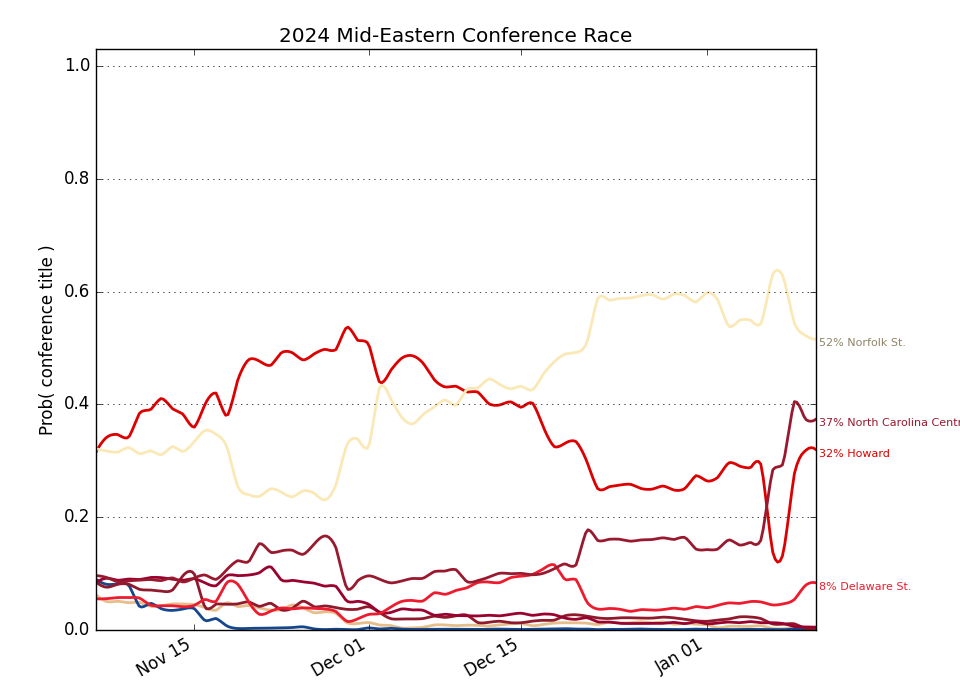 2024 Mid-Eastern Conference Race
1.0
0.8
0.6
0.4
0.2
0.0
Prob( conference title )
52% Norfolk St.
37% North Carolina Centr
32% Howard
8% Delaware St.
Nov 15
Dec 01
Dec 15
Jan 01